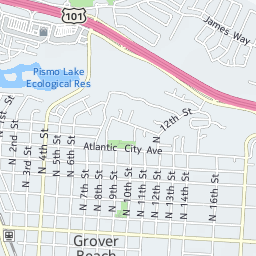 101
James Way
Pismo Lake
Ecological Res
N 12th St
N 1st St
N 2nd St
N 3rd St
N 4th St
N 5th St
N 6th St
Atlantic City Ave
N
N 7th St
N 8th St
N 9th St
N 10th St
N 11th St
N 12th St
N 13th St
N 14th St
N 16th St
Grover
Beach